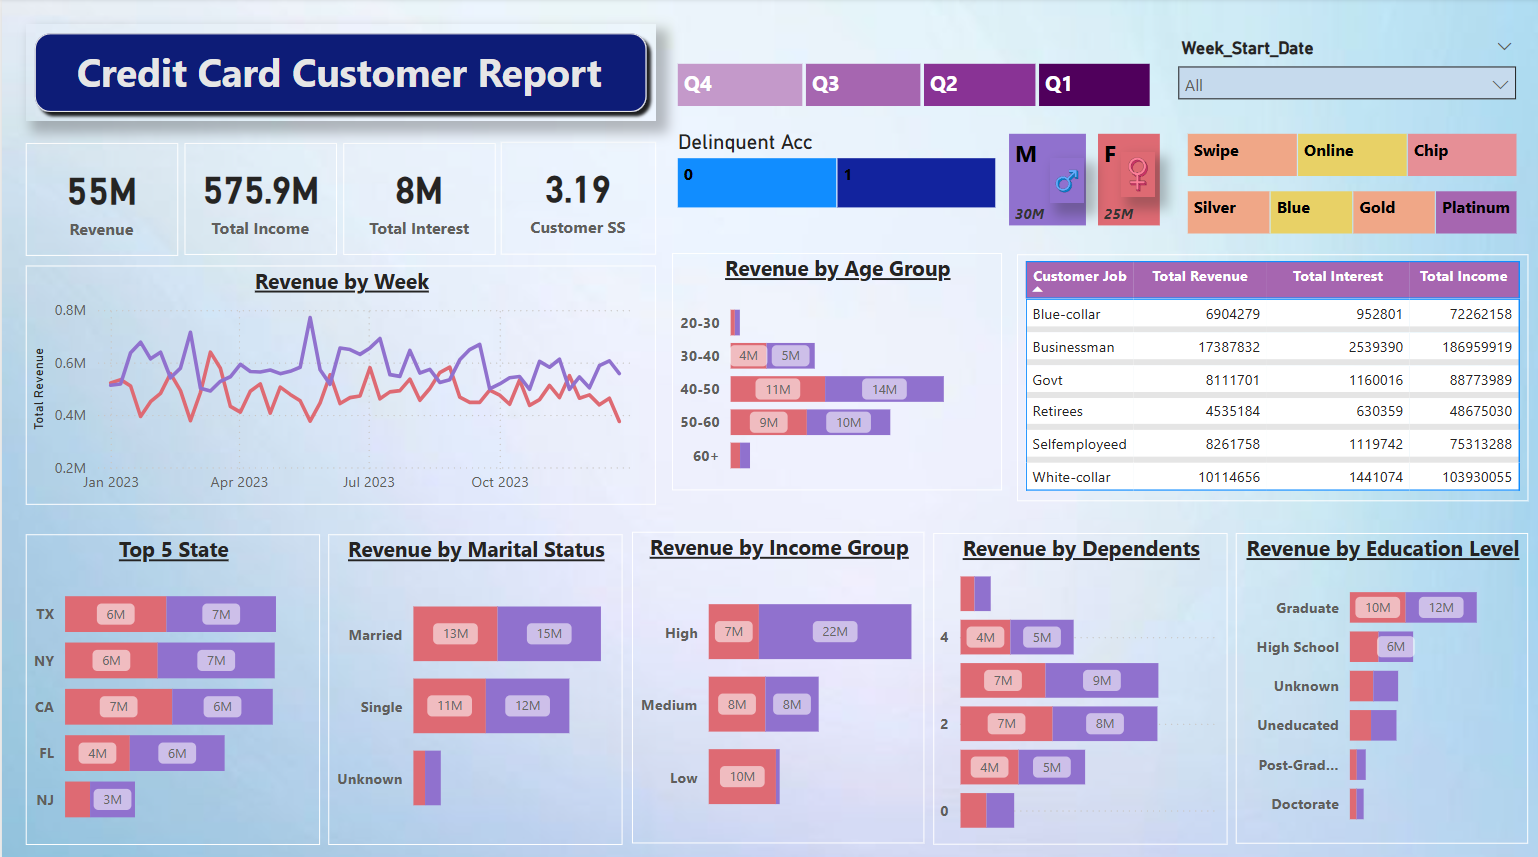 Credit Card Customer Report
Q4
Q3
Q2
Q1
Week_Start_Date
All
Delinquent Acc
0
1
M
30M
F
25M
Swipe
Online
Chip
Silver
Blue
Gold
Platinum
55M
Revenue
575.9M
Total Income
8M
Total Interest
3.19
Customer SS
Revenue by Week
Total Revenue
0.8M
0.6M
0.4M
0.2M
Jan 2023
Apr 2023
Jul 2023
Oct 2023
Revenue by Age Group
20-30
30-40 4M 5M
40-50 11M 14M
50-60 9M 10M
60+
Customer Job Total Revenue Total Interest Total Income
Blue-collar 6904279 952801 72262158
Businessman 17387832 2539390 186959919
Govt 8111701 1160016 88773989
Retirees 4535184 630359 48675030
Selfemployeed 8261758 1119742 75313288
White-collar 10114656 1441074 103930055
Top 5 State
TX 6M 7M
NY 6M 7M
CA 7M 6M
FL 4M 6M
NJ 3M
Revenue by Marital Status
Married 13M 15M
Single 11M 12M
Unknown
Revenue by Income Group
High 7M 22M
Medium 8M 8M
Low 10M
Revenue by Dependents
4 4M 5M
7M 9M
2 7M 8M
4M 5M
0
Revenue by Education Level
Graduate 10M 12M
High School 6M
Unknown
Uneducated
Post-Grad...
Doctorate